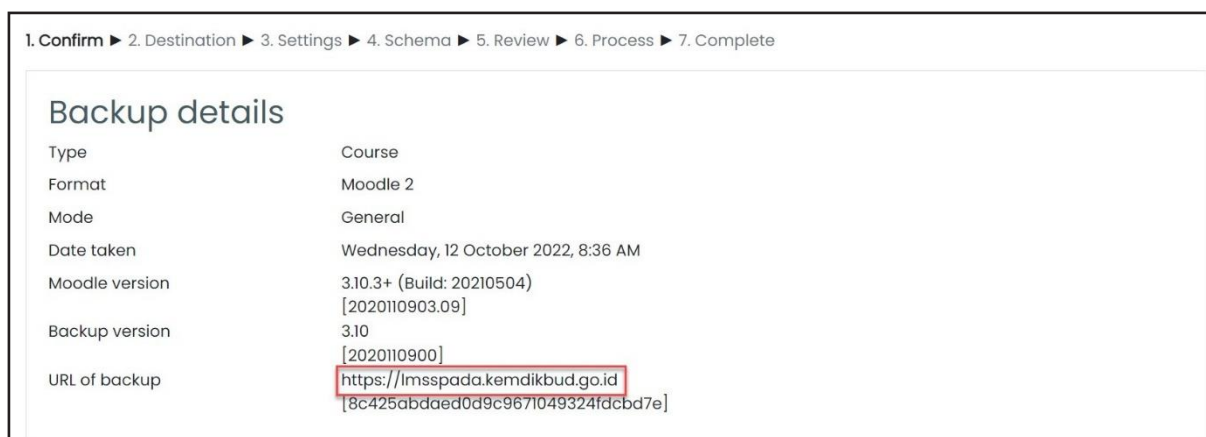 1. Confirm ► 2. Destination ► 3. Settings ► 4. Schema ► 5. Review ► 6. Process ► 7. Complete
Backup details
Type Course
Format Moodle 2
Mode General
Date taken Wednesday, 12 October 2022, 8:36 AM
Moodle version 3.10.3+ (Build: 20210504)
[2020110903.09]
Backup version 3.10
[2020110900]
URL of backup https://lmsspada.kemdikbud.go.id
[8c425abdaed0d9c9671049324fdcbd7e]